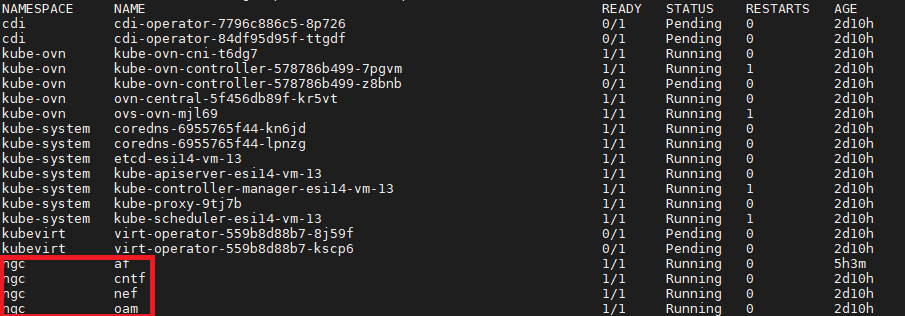 NAMESPACE NAME READY STATUS RESTARTS AGE
cdi cdi-operator-7796c886c5-8p726 0/1 Pending 0 2d10h
cdi cdi-operator-84df95d95f-ttgdf 0/1 Pending 0 2d10h
kube-ovn kube-ovn-cni-t6dg7 1/1 Running 0 2d10h
kube-ovn kube-ovn-controller-578786b499-7pgvm 1/1 Running 1 2d10h
kube-ovn kube-ovn-controller-578786b499-z8bnb 0/1 Pending 0 2d10h
kube-ovn ovn-central-5f456db89f-kr5vt 1/1 Running 0 2d10h
kube-ovn ovs-ovn-mjl69 1/1 Running 1 2d10h
kube-system coredns-6955765f44-kn6jd 1/1 Running 0 2d10h
kube-system coredns-6955765f44-lpnzg 1/1 Running 0 2d10h
kube-system etcd-esi14-vm-13 1/1 Running 0 2d10h
kube-system kube-apiserver-esi14-vm-13 1/1 Running 0 2d10h
kube-system kube-controller-manager-esi14-vm-13 1/1 Running 1 2d10h
kube-system kube-proxy-9tj7b 1/1 Running 0 2d10h
kube-system kube-scheduler-esi14-vm-13 1/1 Running 1 2d10h
kubevirt virt-operator-559b8d88b7-8j59f 0/1 Pending 0 2d10h
kubevirt virt-operator-559b8d88b7-kscp6 0/1 Pending 0 2d10h
ngc af 1/1 Running 0 5h3m
ngc cntf 1/1 Running 0 2d10h
ngc nef 1/1 Running 0 2d10h
ngc oam 1/1 Running 0 2d10h